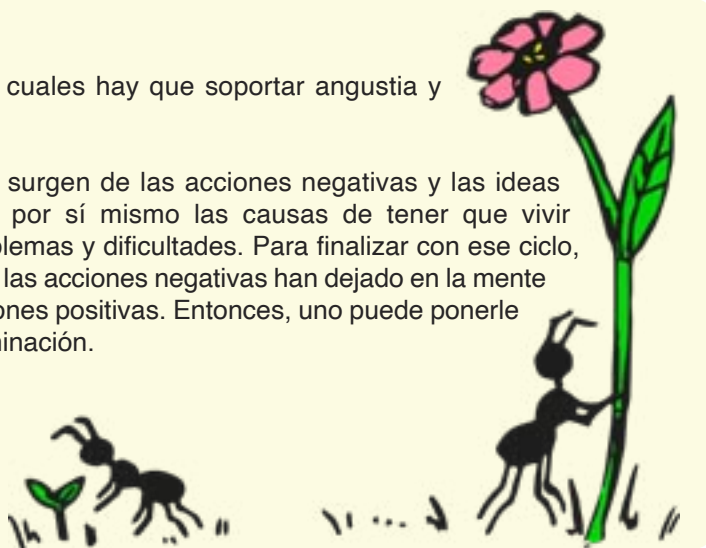 cuales hay que soportar angustia y
surgen de las acciones negativas y las ideas
por sí mismo las causas de tener que vivir
blemas y dificultades. Para finalizar con ese ciclo,
las acciones negativas han dejado en la mente
ones positivas. Entonces, uno puede ponerle
minación.